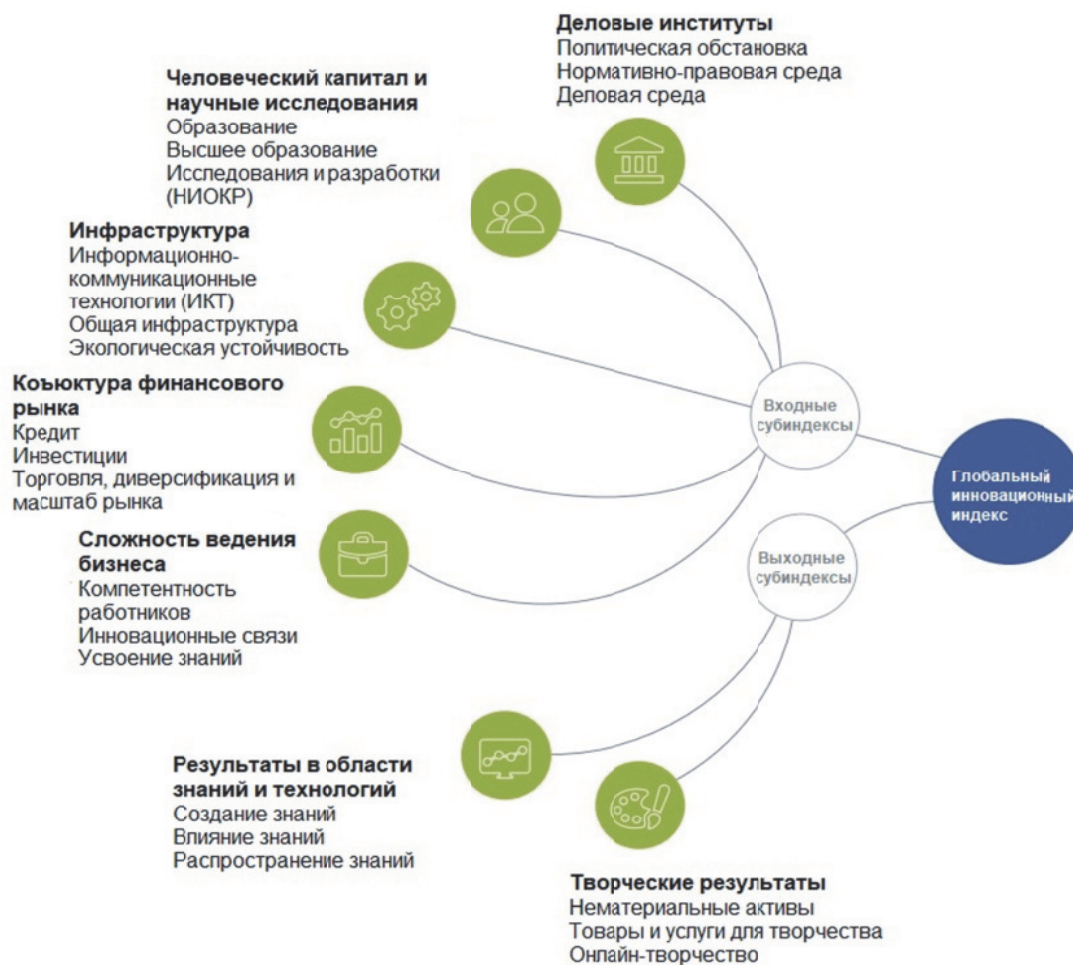 Деловые институты
Политическая обстановка
Нормативно-правовая среда
Деловая среда
Человеческий капитал и
научные исследования
Образование
Высшее образование
Исследования и разработки
(НИОКР)
Инфраструктура
Информационно-
коммуникационные
технологии (ИКТ)
Общая инфраструктура
Экологическая устойчивость
Коъюктура финансового
рынка
Кредит
Инвестиции
Торговля, диверсификация и
масштаб рынка
Сложность ведения
бизнеса
Компетентность
работников
Инновационные связи
Усвоение знаний
Входные
субиндексы
Глобальный
инновационный
индекс
Выходные
субиндексы
Результаты в области
знаний и технологий
Создание знаний
Влияние знаний
Распространение знаний
Творческие результаты
Нематериальные активы
Товары и услуги для творчества
Онлайн-творчество